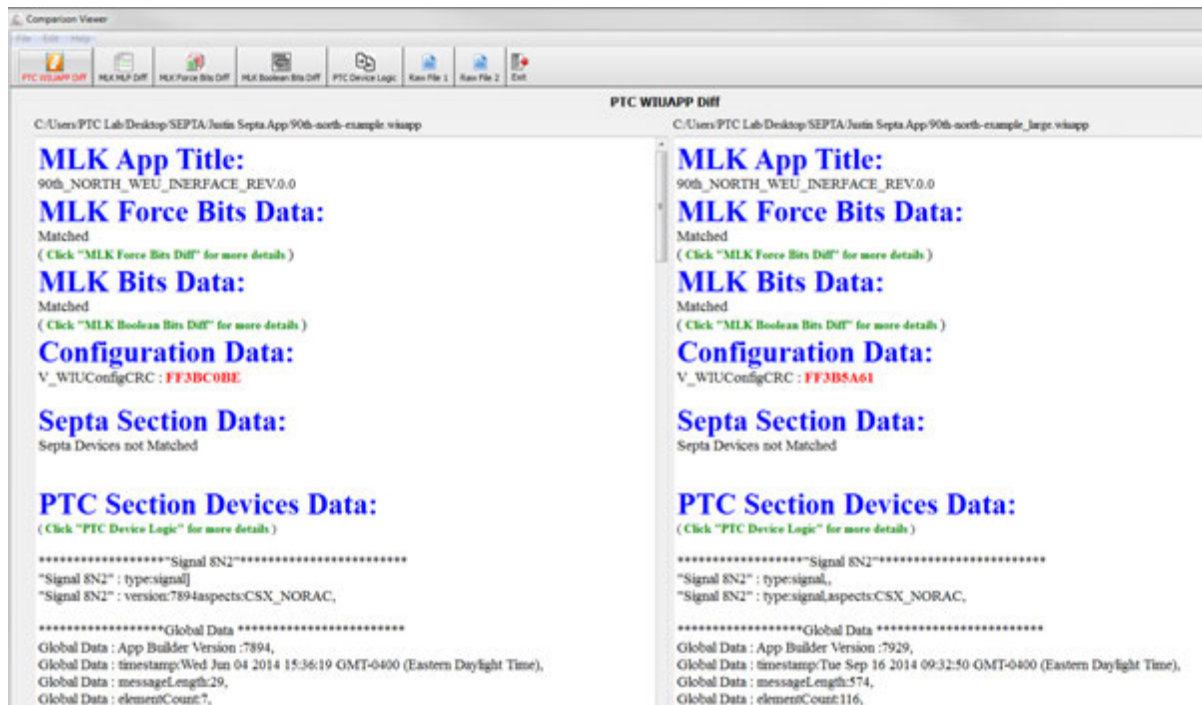 Comparison Viewer
File Edit Help
PTC WIUAPP Diff MLK MLP Diff MLK Force Bits Diff MLK Boolean Bits Diff PTC Device Logic Raw File 1 Raw File 2 Exit
PTC WIUAPP Diff
C:/Users/PTC Lab/Desktop/SEPTA/Justin Septa App/90th-north-example.wiuapp
MLK App Title:
90th_NORTH_WEU_INERFACE_REV.0.0
MLK Force Bits Data:
Matched
( Click "MLK Force Bits Diff" for more details )
MLK Bits Data:
Matched
( Click "MLK Boolean Bits Diff" for more details )
Configuration Data:
V_WIUConfigCRC : FF3BC0BE
Septa Section Data:
Septa Devices not Matched
PTC Section Devices Data:
( Click "PTC Device Logic" for more details )
******************"Signal 8N2"************************
"Signal 8N2" : type:signal]
"Signal 8N2" : version:7894aspects:CSX_NORAC,
******************Global Data ************************
Global Data : App Builder Version :7894,
Global Data : timestamp:Wed Jun 04 2014 15:36:19 GMT-0400 (Eastern Daylight Time),
Global Data : messageLength:29,
Global Data : elementCount:7,
C:/Users/PTC Lab/Desktop/SEPTA/Justin Septa App/90th-north-example_large.wiuapp
MLK App Title:
90th_NORTH_WEU_INERFACE_REV.0.0
MLK Force Bits Data:
Matched
( Click "MLK Force Bits Diff" for more details )
MLK Bits Data:
Matched
( Click "MLK Boolean Bits Diff" for more details )
Configuration Data:
V_WIUConfigCRC : FF3B5A61
Septa Section Data:
Septa Devices not Matched
PTC Section Devices Data:
( Click "PTC Device Logic" for more details )
******************"Signal 8N2"************************
"Signal 8N2" : type:signal,,
"Signal 8N2" : type:signal,aspects:CSX_NORAC,
******************Global Data ************************
Global Data : App Builder Version :7929,
Global Data : timestamp:Tue Sep 16 2014 09:32:50 GMT-0400 (Eastern Daylight Time),
Global Data : messageLength:574,
Global Data : elementCount:116,